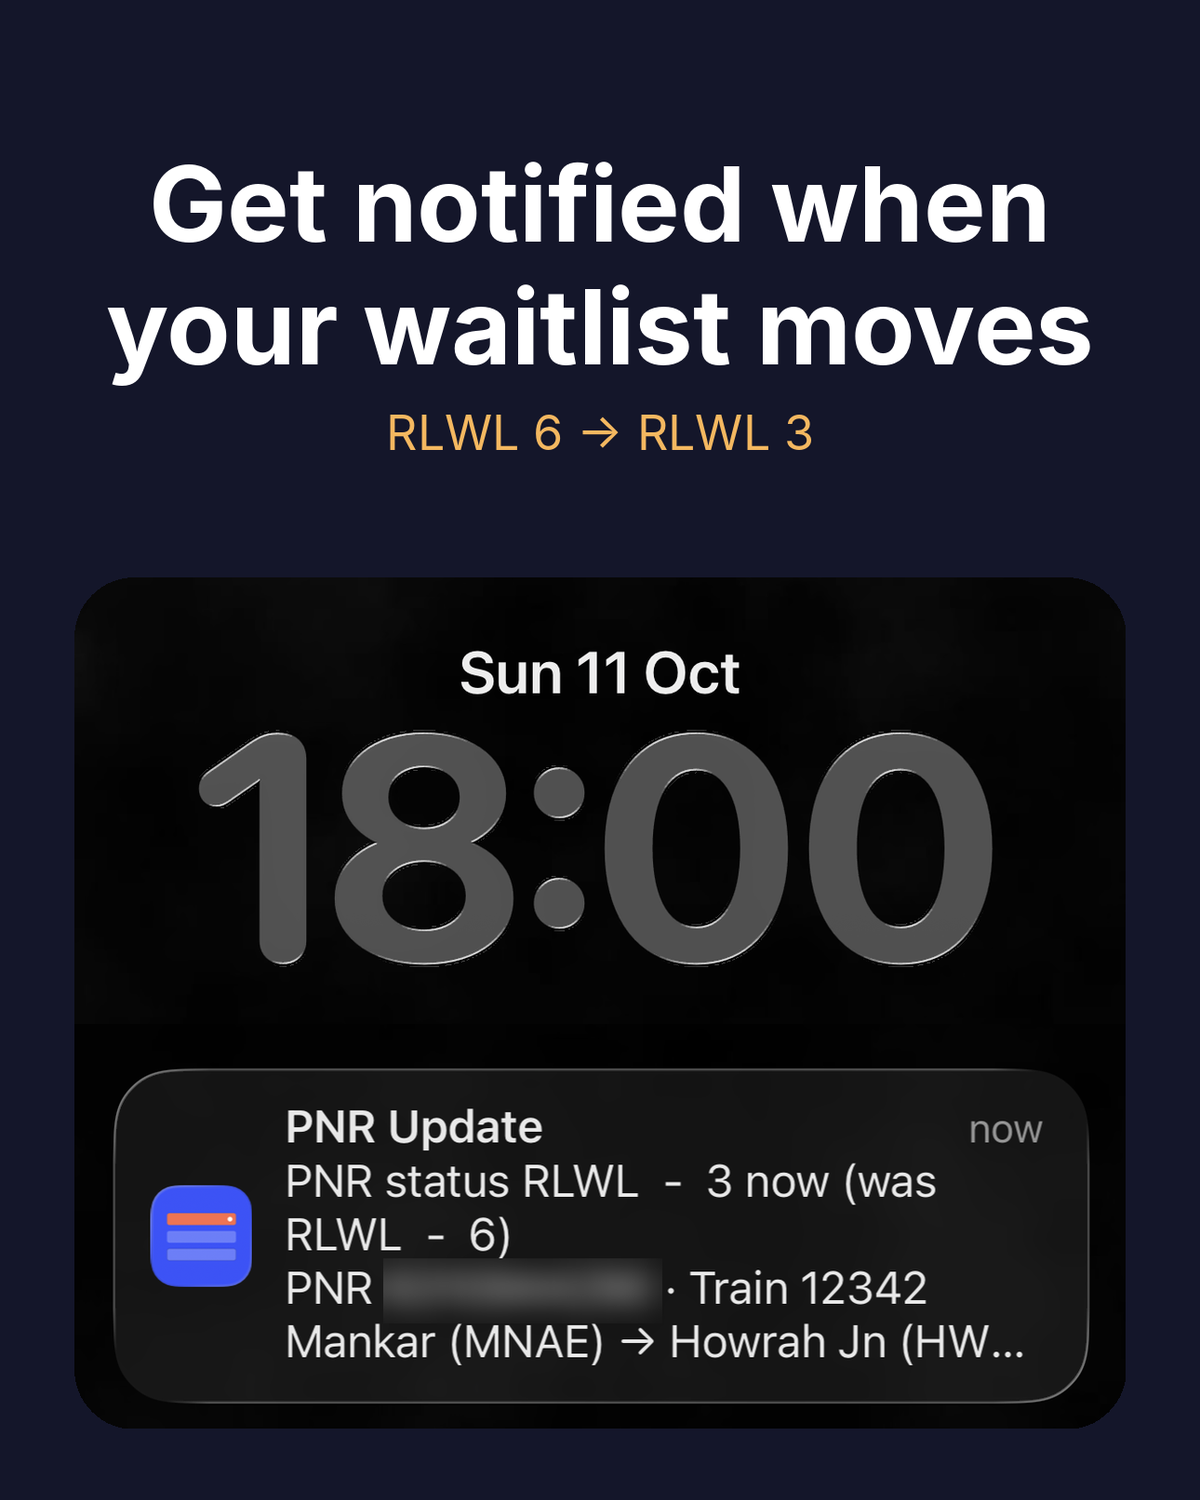 Get notified when
your waitlist moves
RLWL 6 → RLWL 3
Sun 11 Oct
18:00
PNR Update now
PNR status RLWL - 3 now (was
RLWL - 6)
PNR · Train 12342
Mankar (MNAE) → Howrah Jn (HW...